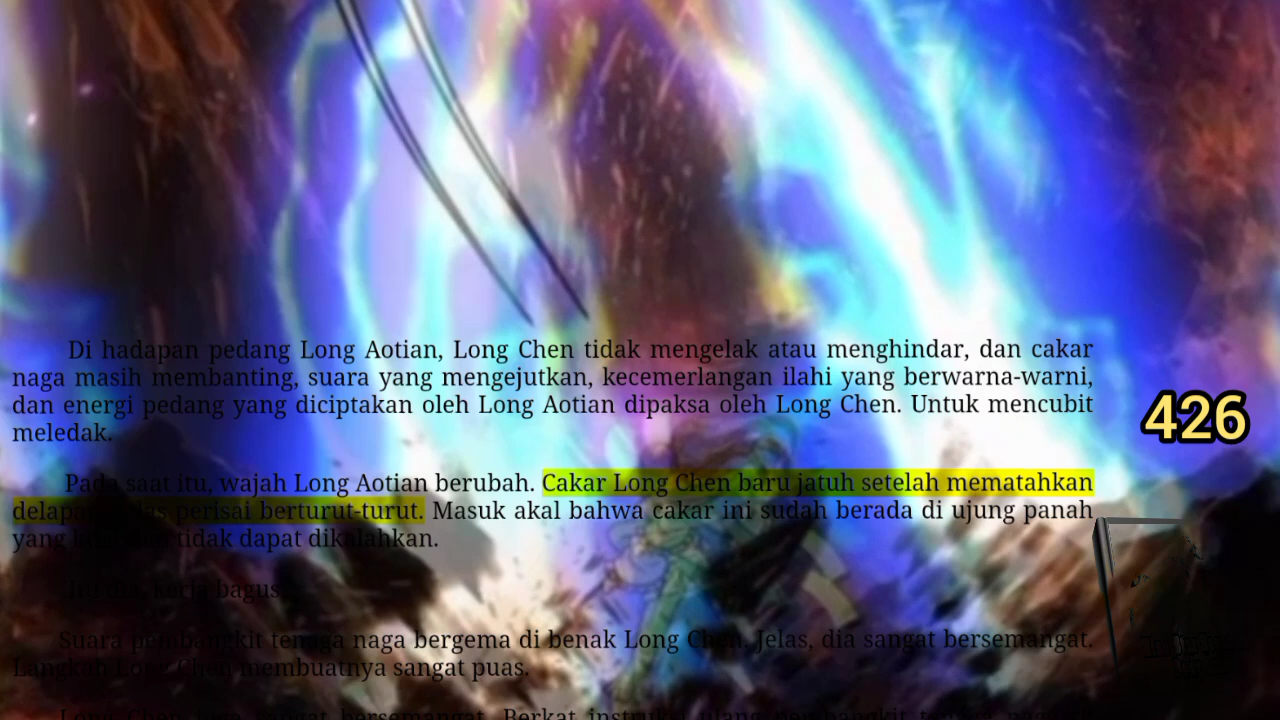 Di hadapan pedang Long Aotian, Long Chen tidak mengelak atau menghindar, dan cakar
naga masih membanting, suara yang mengejutkan, kecemerlangan ilahi yang berwarna-warni,
dan energi pedang yang diciptakan oleh Long Aotian dipaksa oleh Long Chen. Untuk mencubit
meledak.
426
Pada saat itu, wajah Long Aotian berubah. Cakar Long Chen baru jatuh setelah mematahkan
perisai berturut-turut. Masuk akal bahwa cakar ini sudah berada di ujung panah
yang tidak dapat dikalahkan.
bagus
Suara pembangkit tenaga naga bergema di benak Long Chen. Jelas, dia sangat bersemangat.
Langkah Long Chen membuatnya sangat puas.